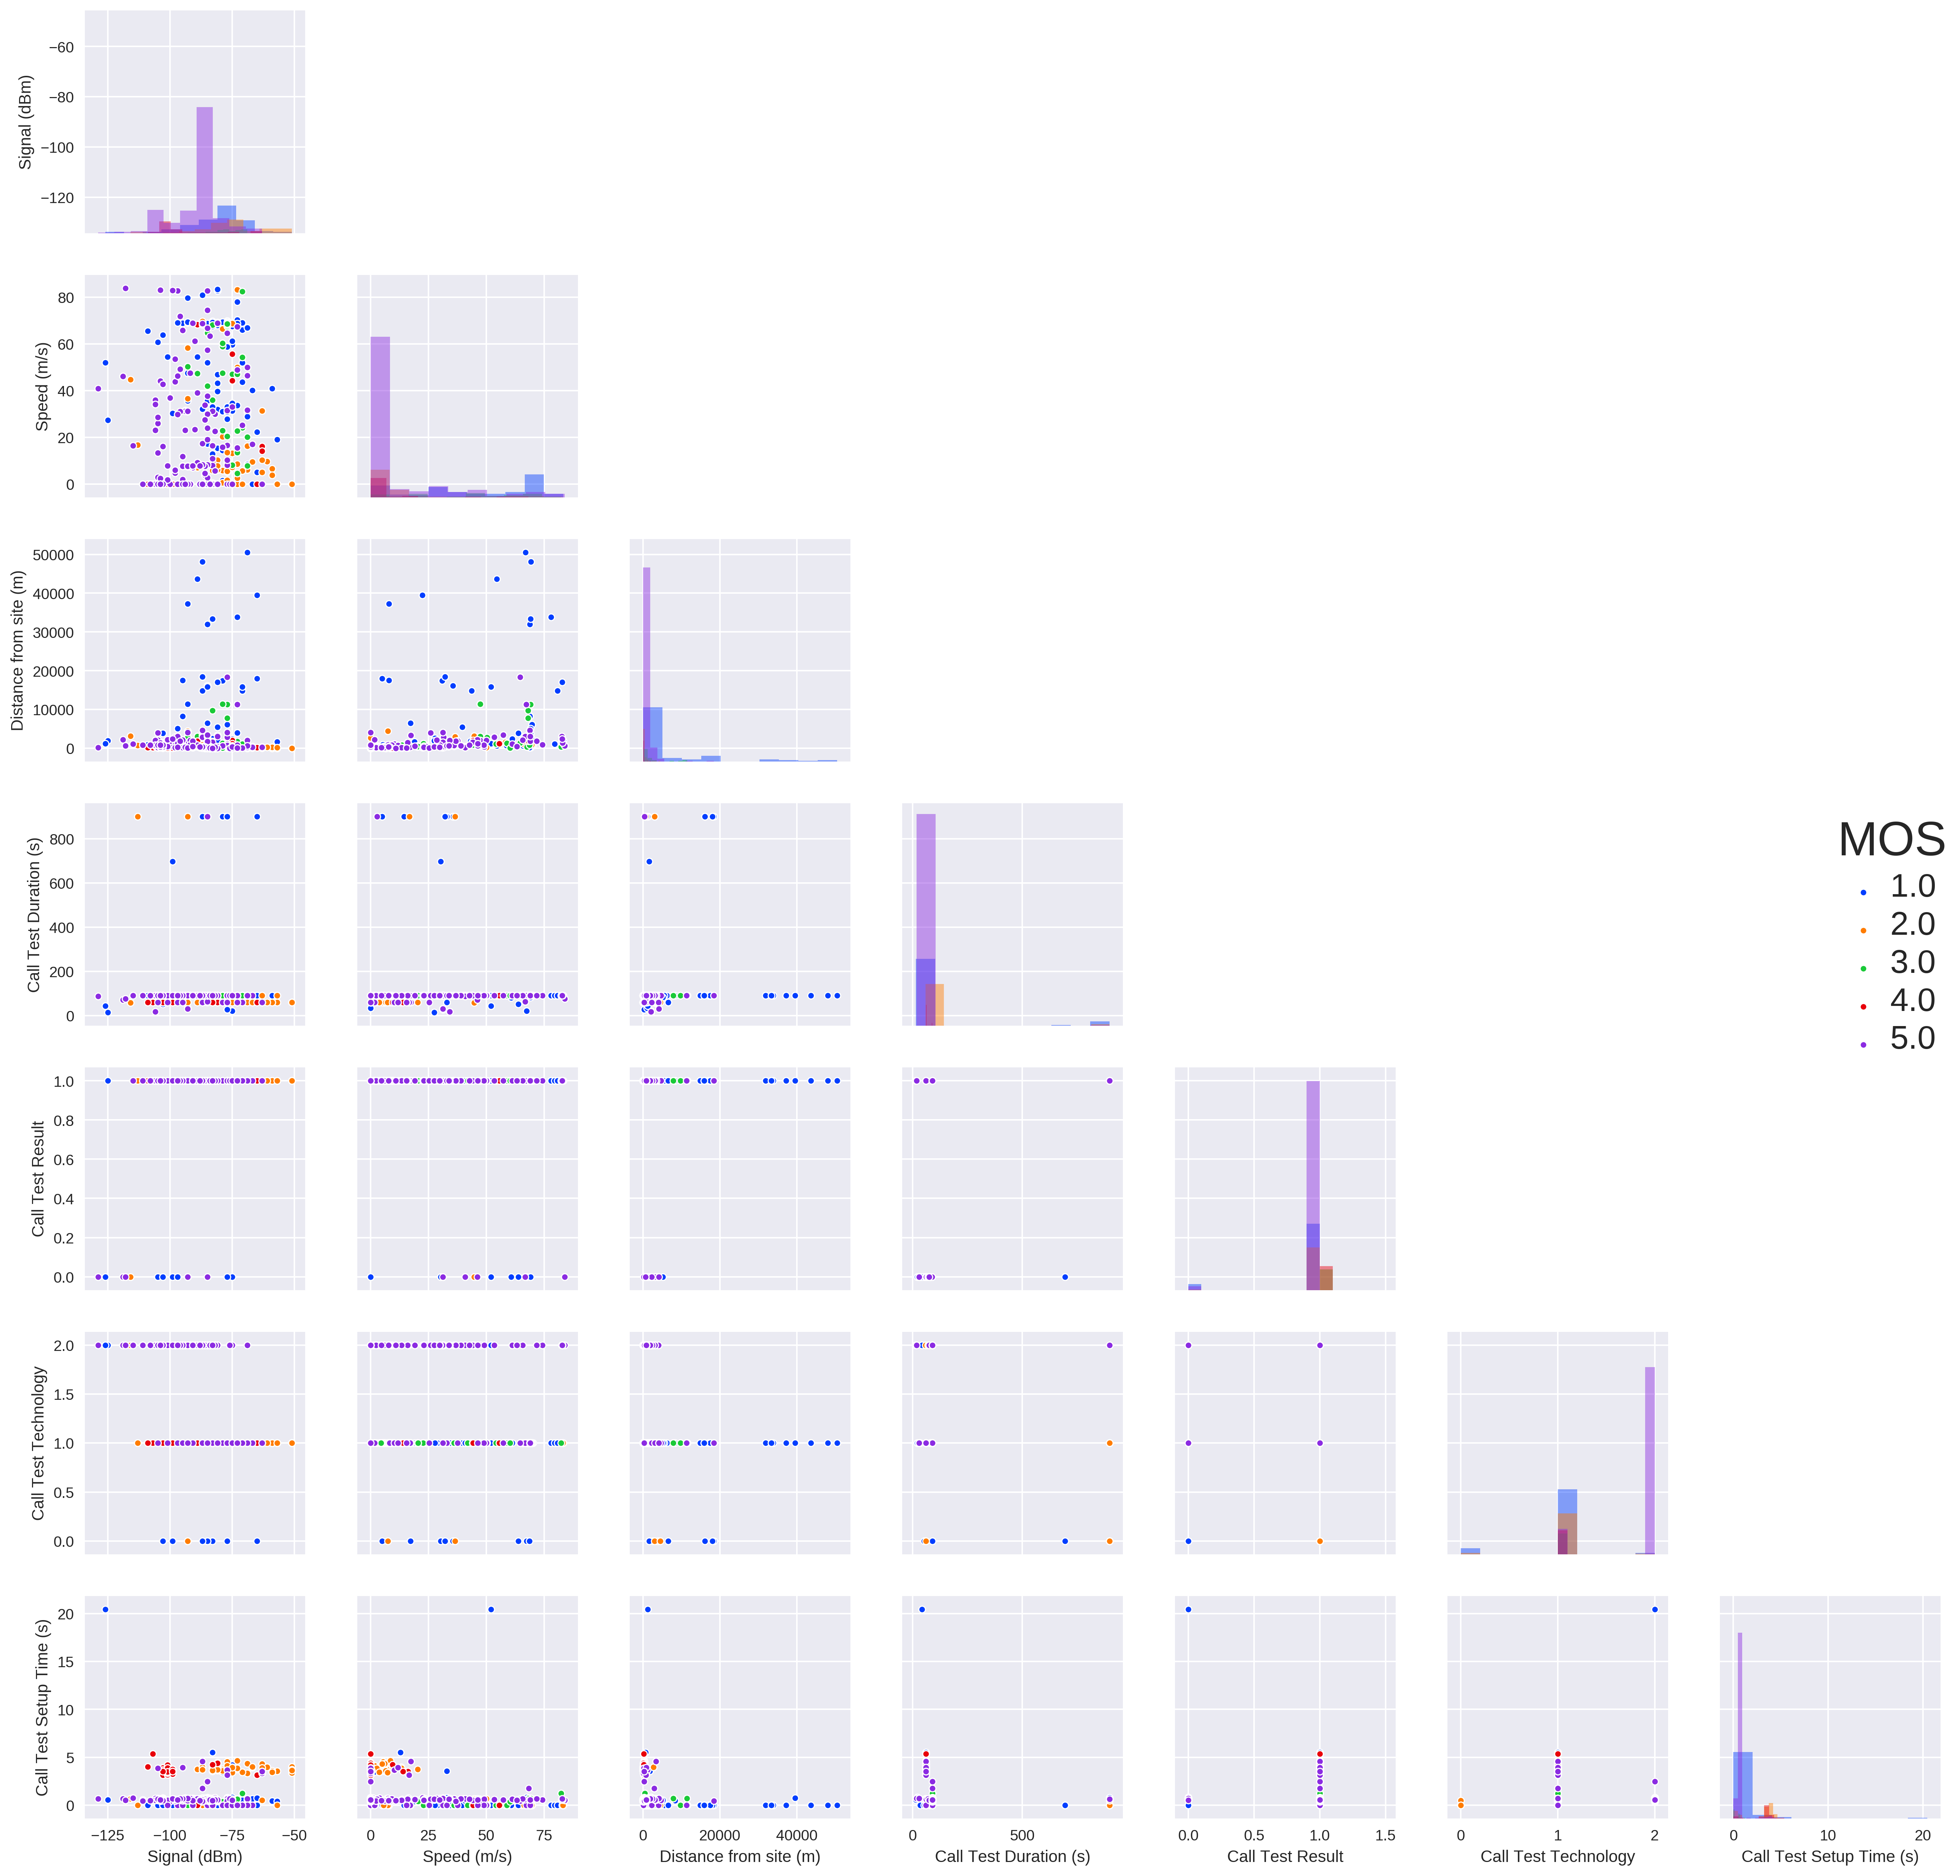 −60
−80
−100
−120
Signal (dBm)
80
60
40
20
0
Speed (m/s)
50000
40000
30000
20000
10000
0
Distance from site (m)
800
600
400
200
0
Call Test Duration (s)
MOS
1.0
2.0
3.0
4.0
5.0
1.0
0.8
0.6
0.4
0.2
0.0
Call Test Result
2.0
1.5
1.0
0.5
0.0
Call Test Technology
20
15
10
5
0
Call Test Setup Time (s)
−125 −100 −75 −50
Signal (dBm)
0 25 50 75
Speed (m/s)
0 20000 40000
Distance from site (m)
0 500
Call Test Duration (s)
0.0 0.5 1.0 1.5
Call Test Result
0 1 2
Call Test Technology
0 10 20
Call Test Setup Time (s)